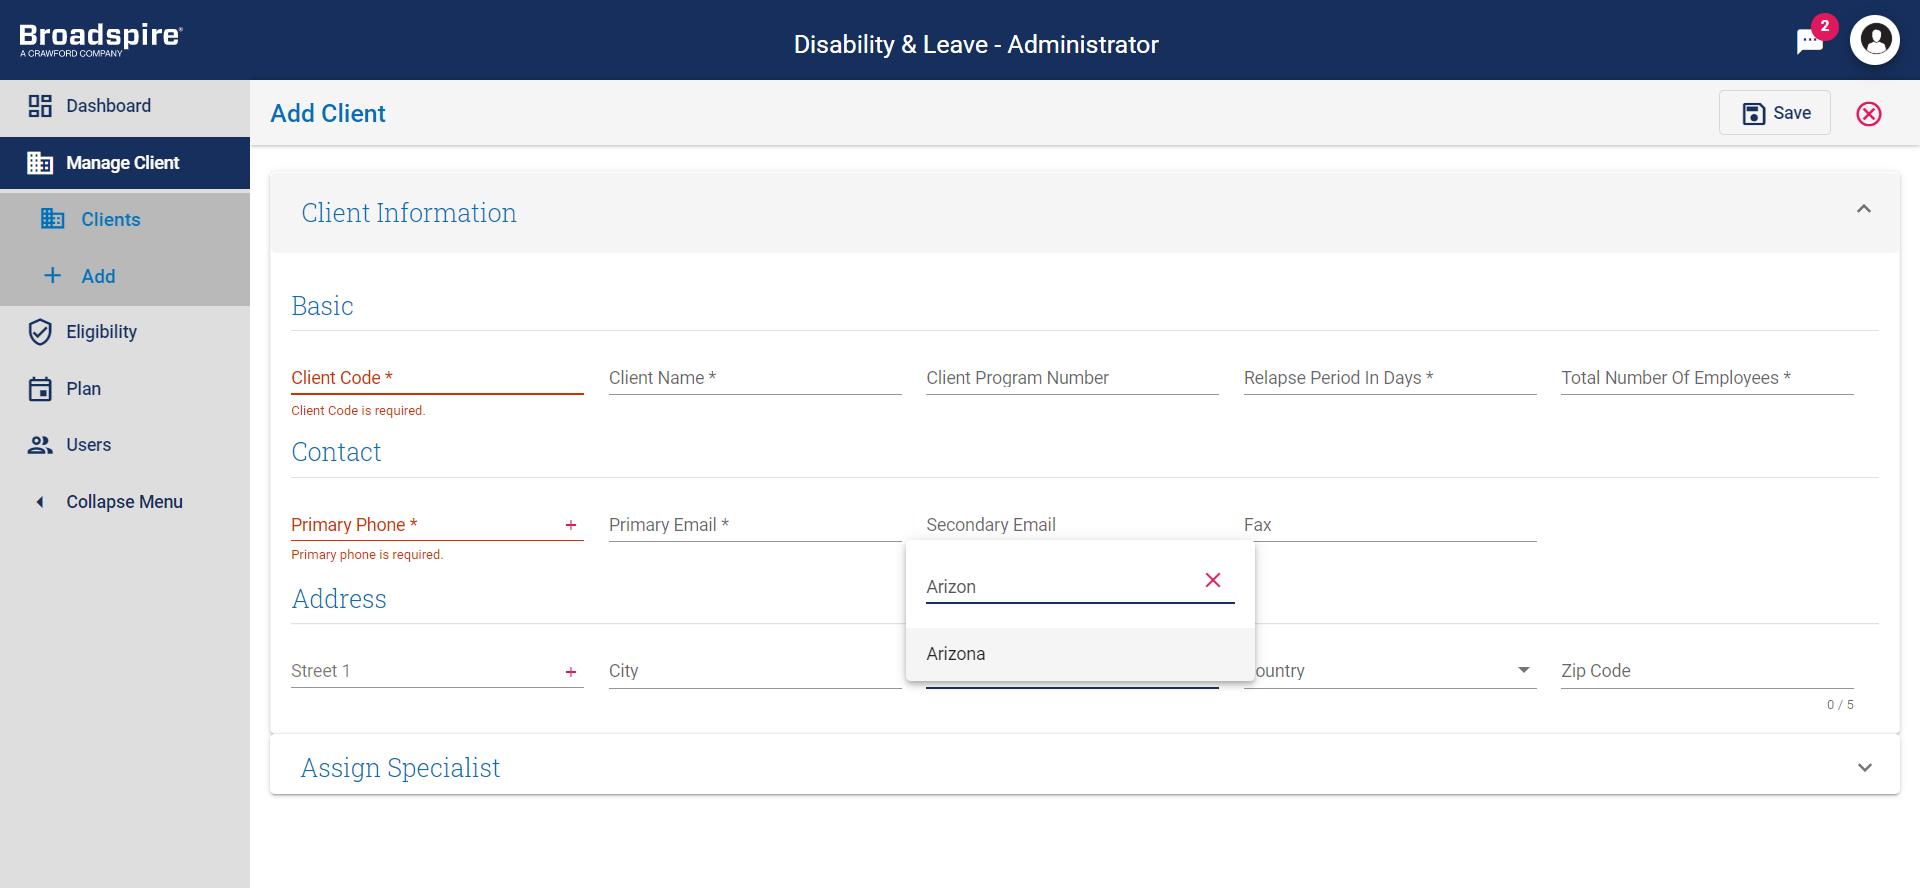 Broadspire®
A CRAWFORD COMPANY
Disability & Leave - Administrator
2
Dashboard
Manage Client
Clients
Add
Eligibility
Plan
Users
Collapse Menu
Add Client
Save
Client Information
Basic
Client Code *
Client Name *
Client Program Number
Relapse Period In Days *
Total Number Of Employees *
Client Code is required.
Contact
Primary Phone *
+
Primary Email *
Secondary Email
Fax
Primary phone is required.
Arizon
Arizona
Address
Street 1
+
City
ountry
Zip Code
0 / 5
Assign Specialist